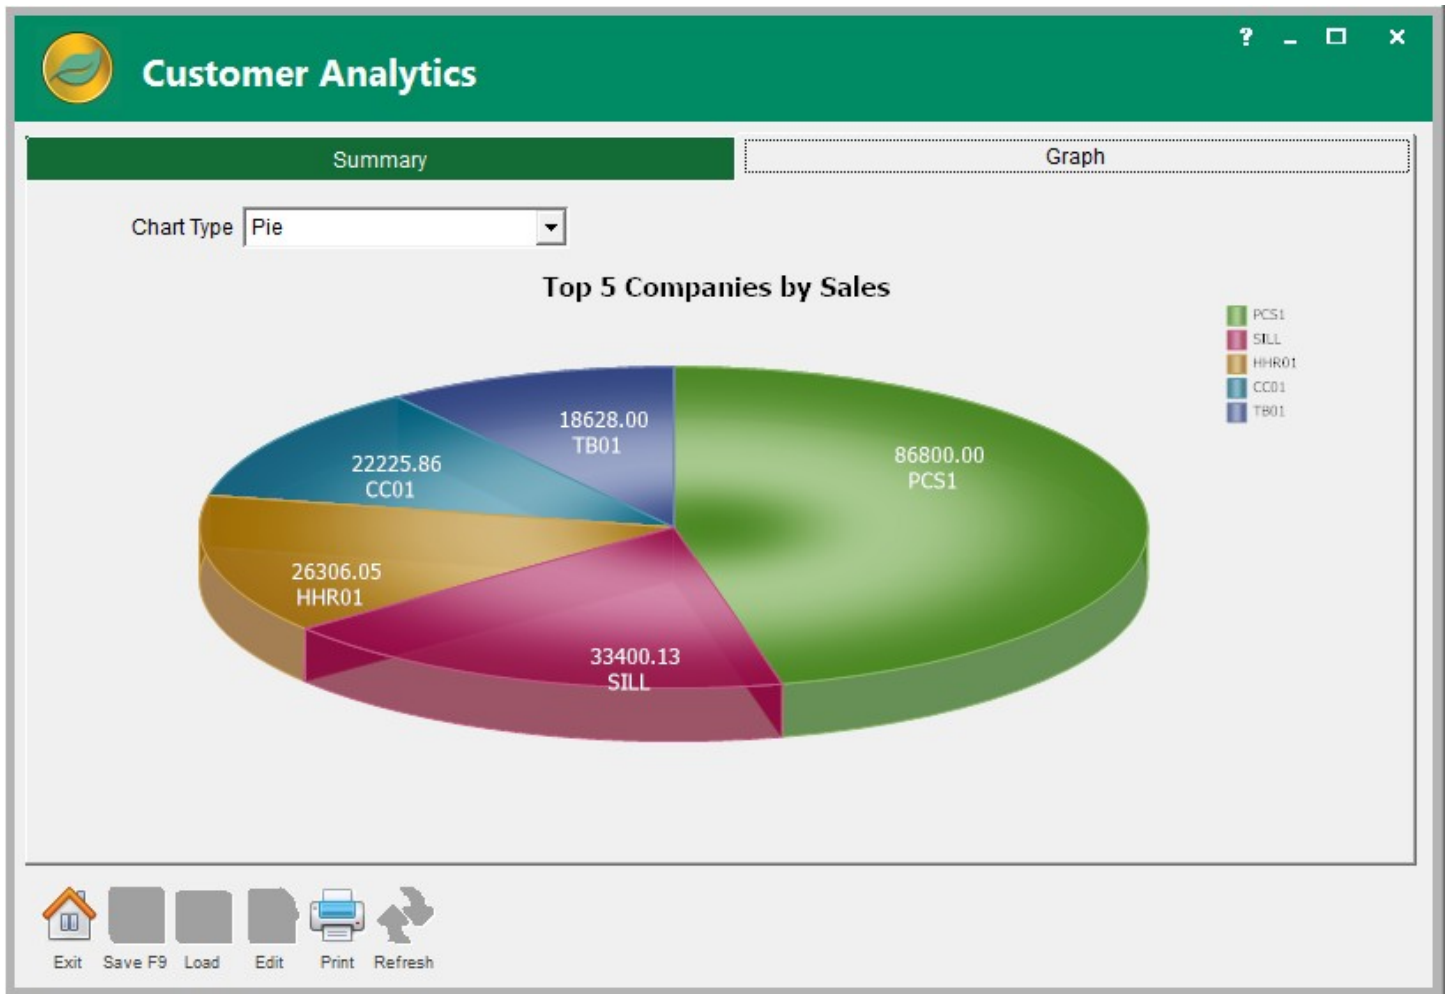 ?
Customer Analytics
Summary
Graph
Chart Type
Pie
Top 5 Companies by Sales
PCS1
SILL
HHR01
CC01
TB01
18628.00
TB01
86800.00
PCS1
22225.86
CC01
26306.05
HHR01
33400.13
SILL
Exit
Save F9
Load
Edit
Print
Refresh